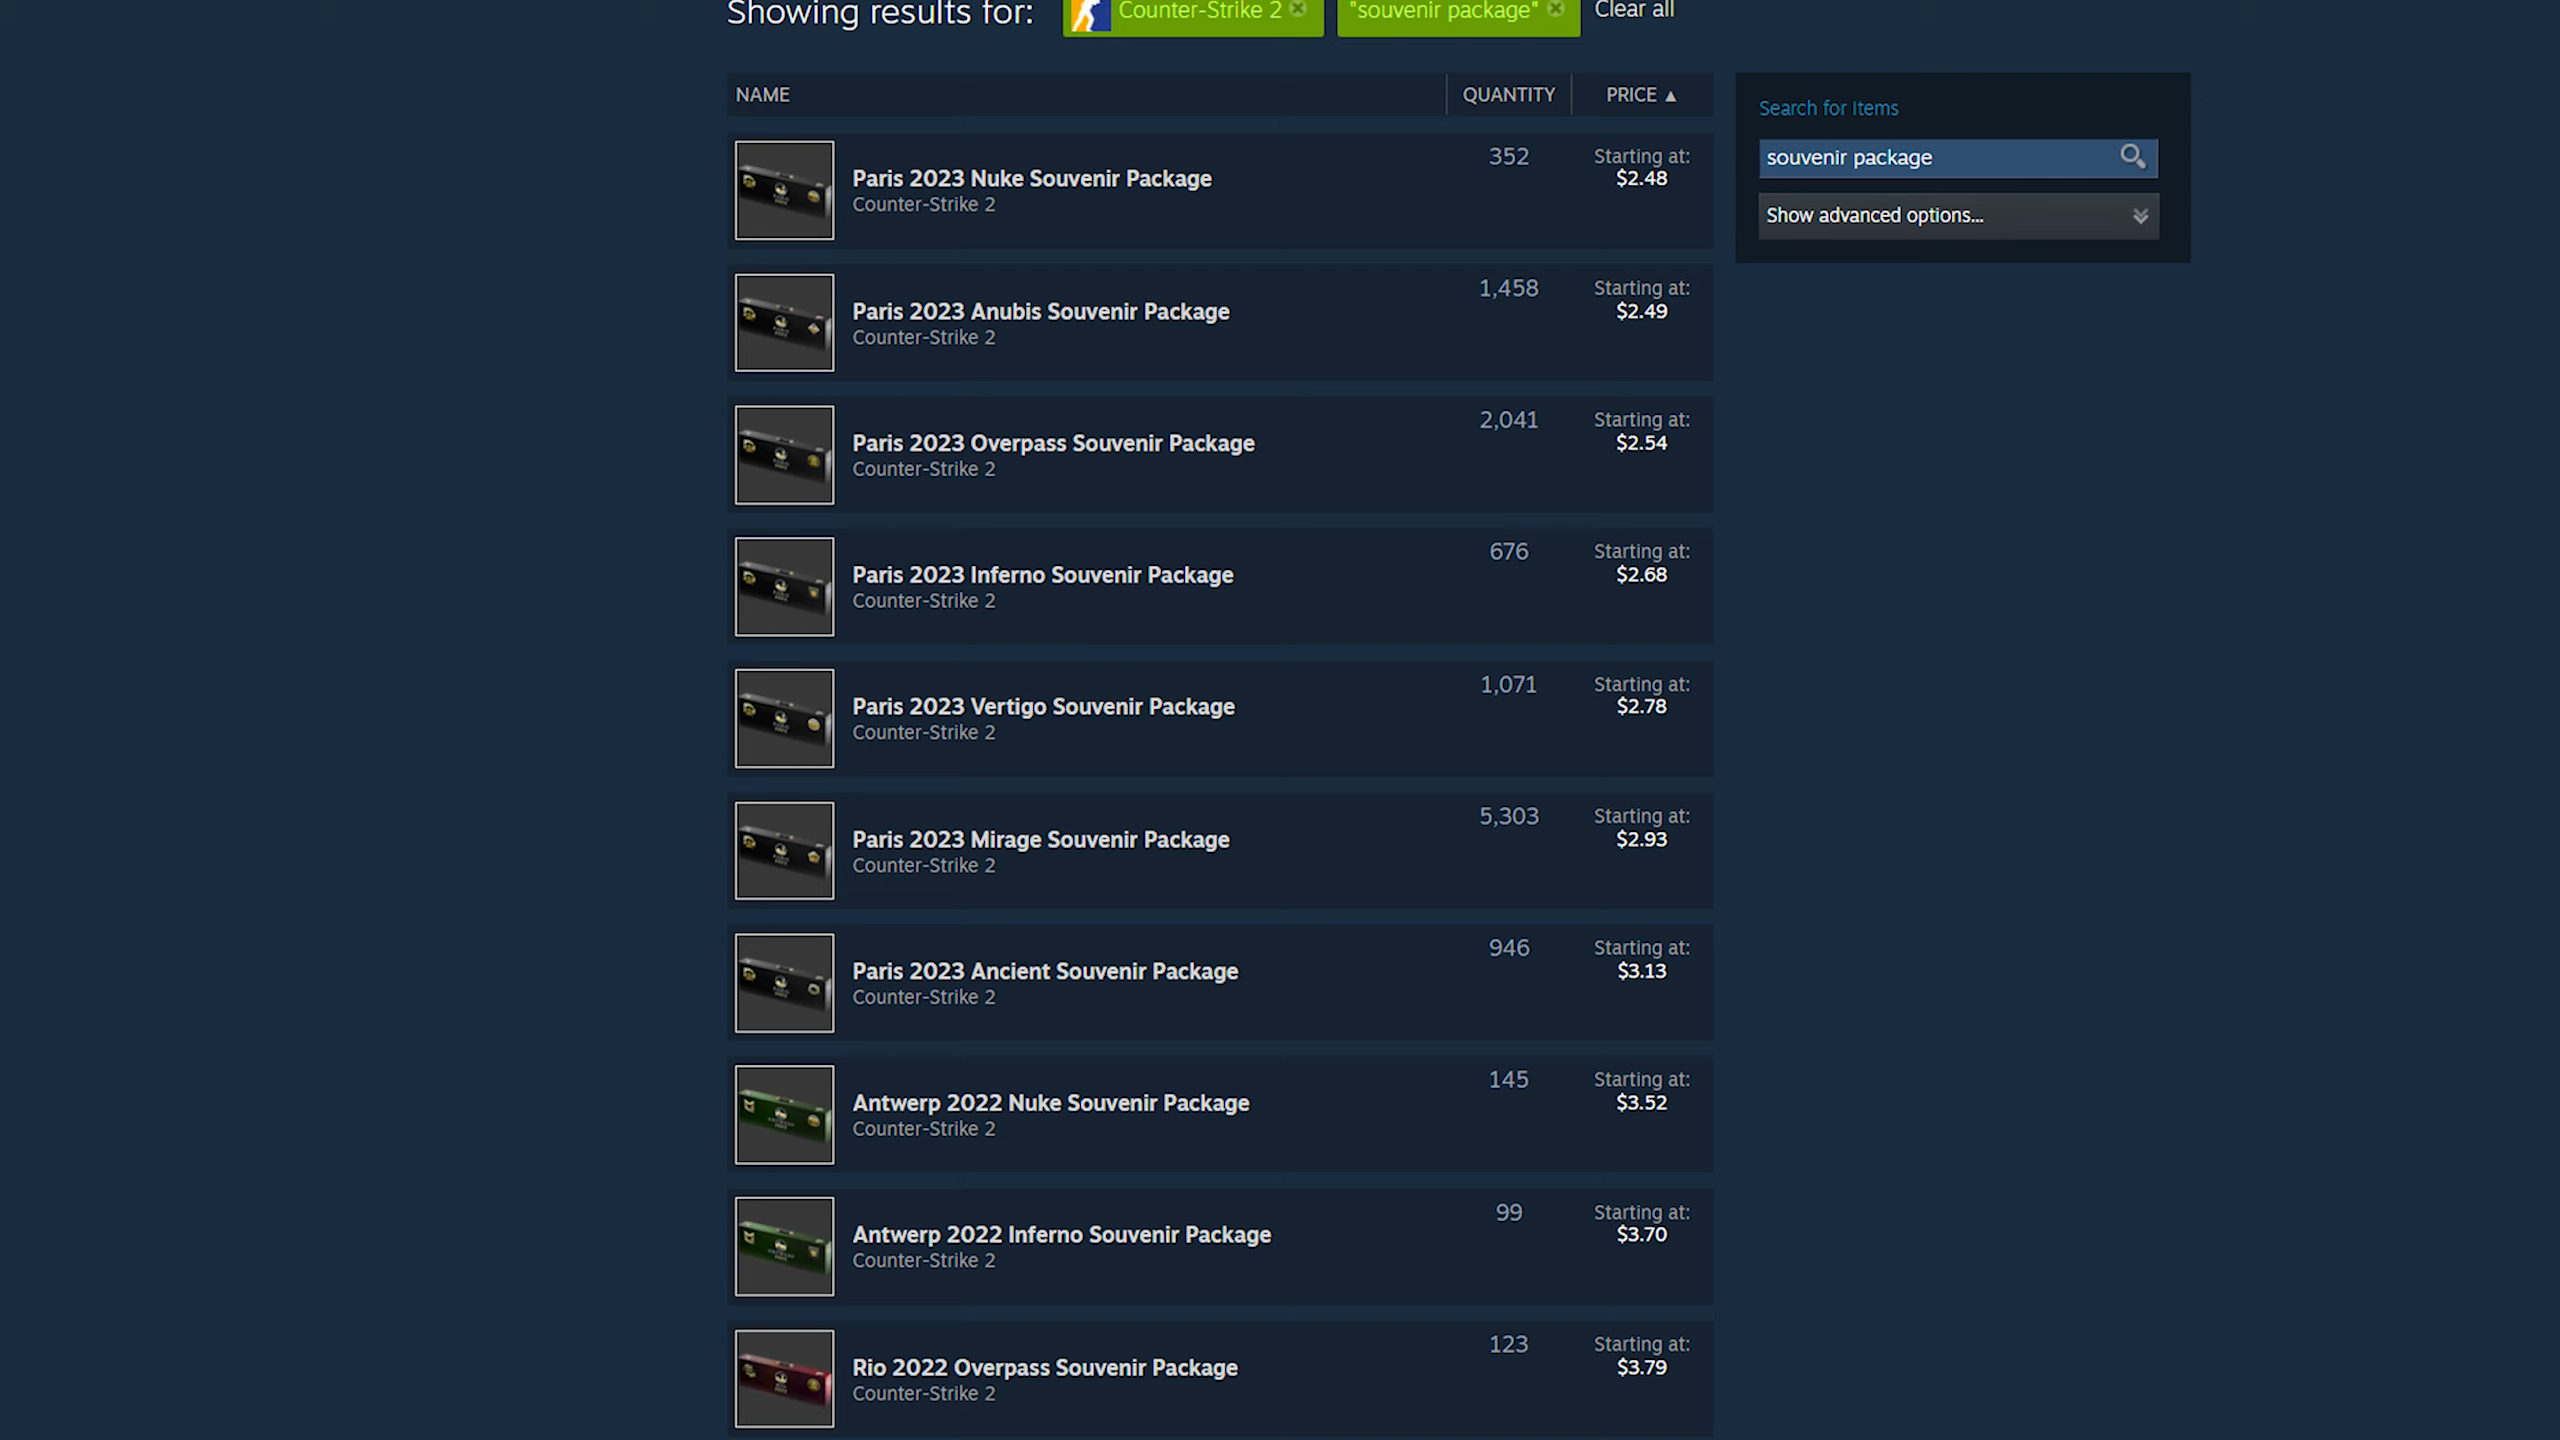 Showing results for: Counter-Strike 2 "souvenir package" Clear all
NAME QUANTITY PRICE ▲
Search for Items
souvenir package
Show advanced options...
352 Starting at:
Paris 2023 Nuke Souvenir Package $2.48
Counter-Strike 2
1,458 Starting at:
Paris 2023 Anubis Souvenir Package $2.49
Counter-Strike 2
2,041 Starting at:
Paris 2023 Overpass Souvenir Package $2.54
Counter-Strike 2
676 Starting at:
Paris 2023 Inferno Souvenir Package $2.68
Counter-Strike 2
1,071 Starting at:
Paris 2023 Vertigo Souvenir Package $2.78
Counter-Strike 2
5,303 Starting at:
Paris 2023 Mirage Souvenir Package $2.93
Counter-Strike 2
946 Starting at:
Paris 2023 Ancient Souvenir Package $3.13
Counter-Strike 2
145 Starting at:
Antwerp 2022 Nuke Souvenir Package $3.52
Counter-Strike 2
99 Starting at:
Antwerp 2022 Inferno Souvenir Package $3.70
Counter-Strike 2
123 Starting at:
Rio 2022 Overpass Souvenir Package $3.79
Counter-Strike 2